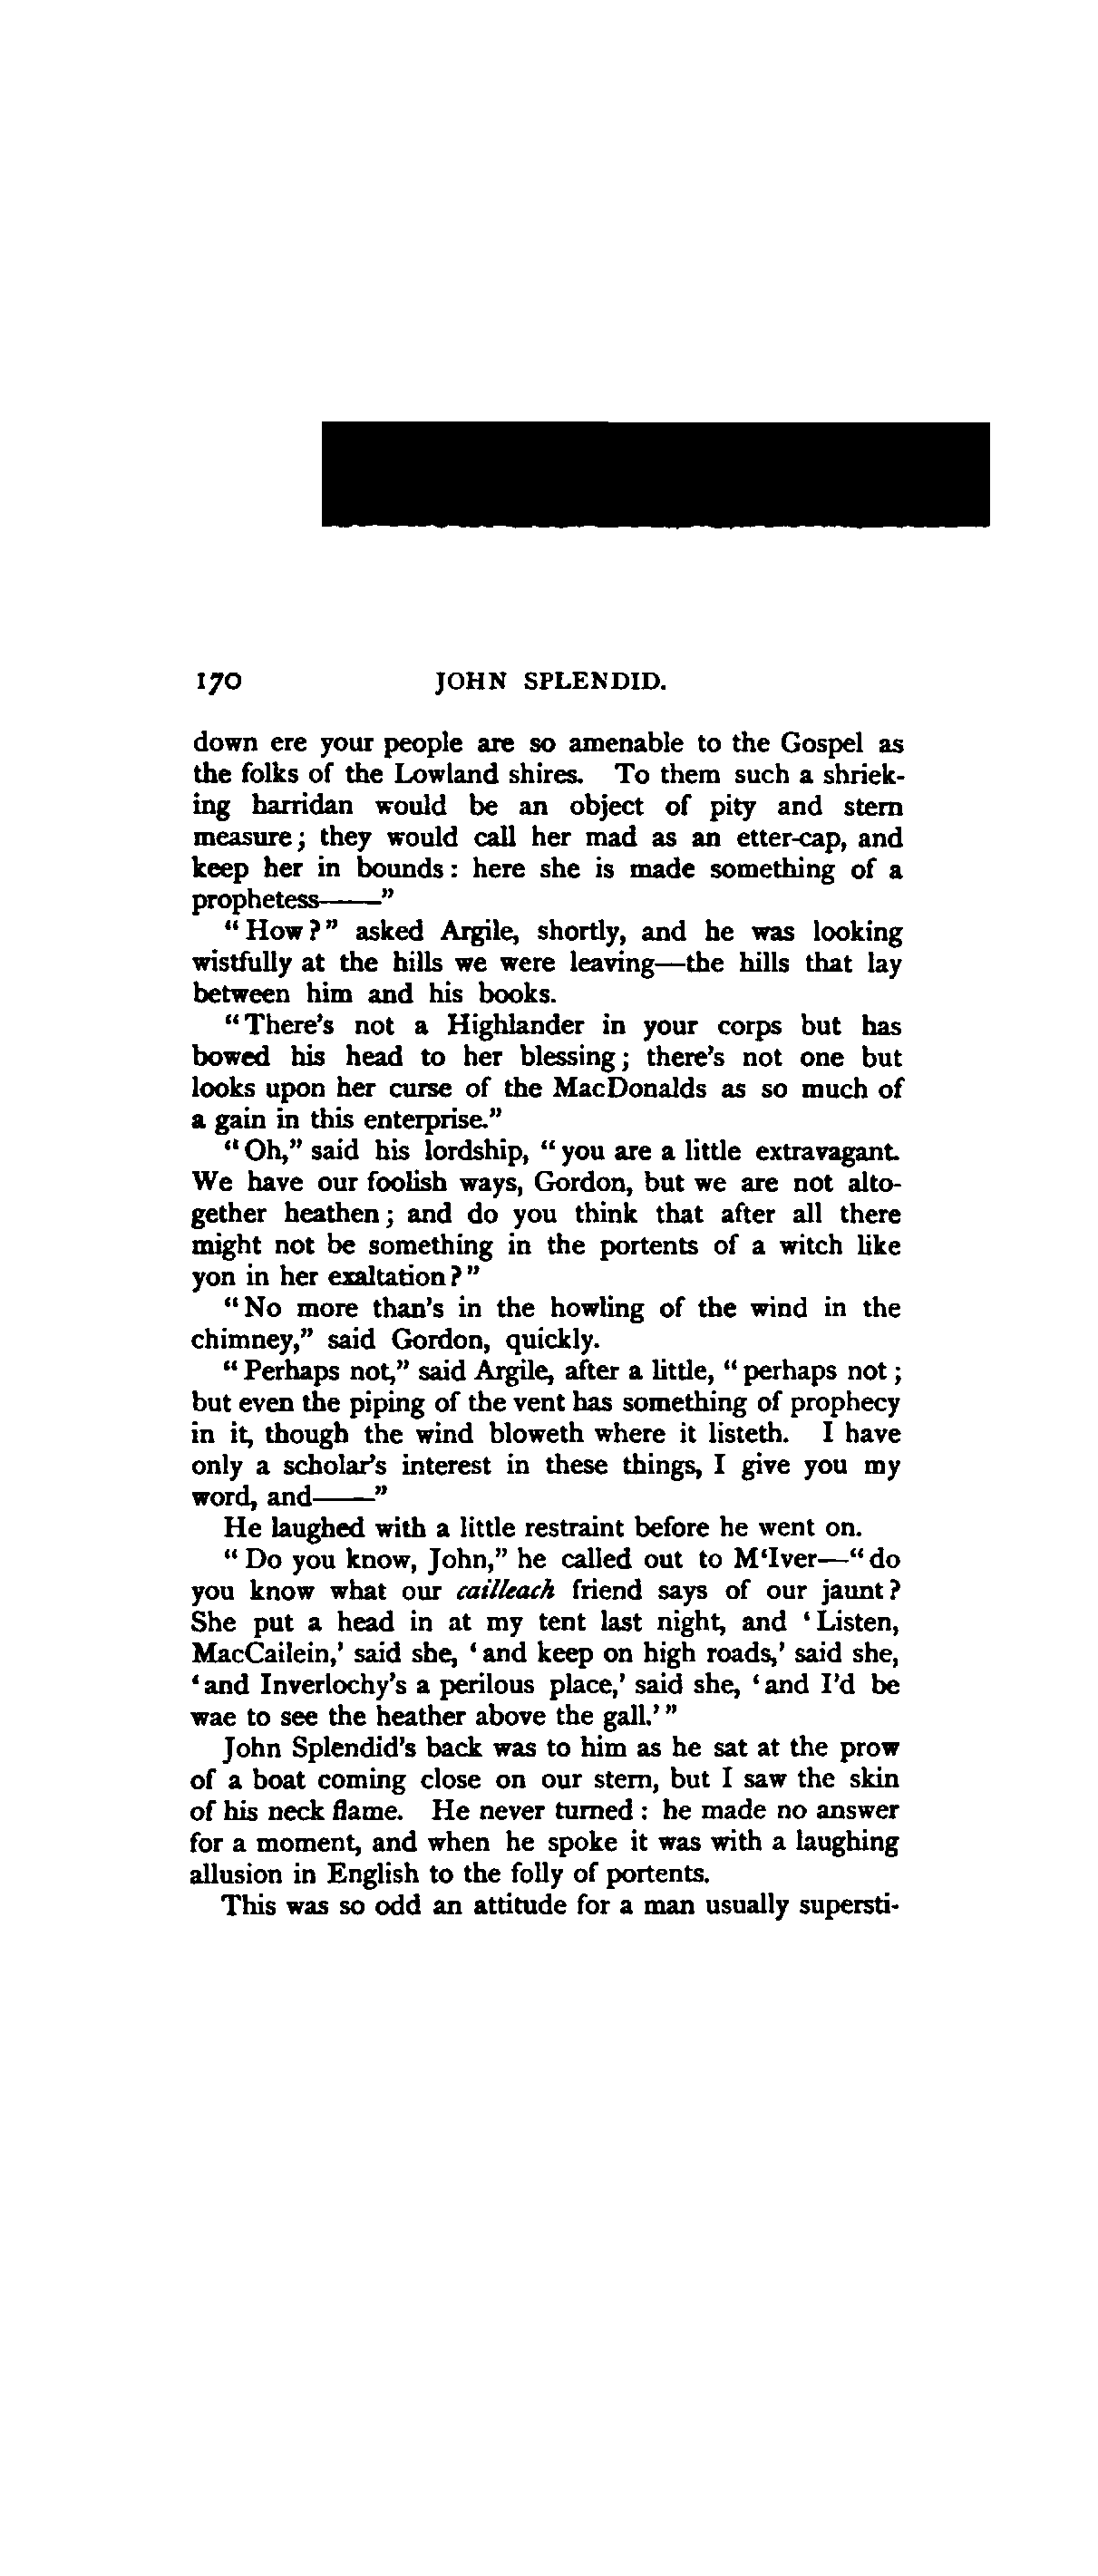 170 JOHN SPLENDID.
down ere your people are so amenable to the Gospel as
the folks of the Lowland shires. To them such a shriek-
ing harridan would be an object of pity and stern
measure; they would call her mad as an etter-cap, and
keep her in bounds: here she is made something of a
prophetess——”
“How?” asked Argile, shortly, and he was looking
wistfully at the hills we were leaving—the hills that lay
between him and his books.
“There’s not a Highlander in your corps but has
bowed his head to her blessing; there’s not one but
looks upon her curse of the MacDonalds as so much of
a gain in this enterprise.”
“Oh,” said his lordship, “you are a little extravagant.
We have our foolish ways, Gordon, but we are not alto-
gether heathen; and do you think that after all there
might not be something in the portents of a witch like
yon in her exaltation?”
“No more than’s in the howling of the wind in the
chimney,” said Gordon, quickly.
“Perhaps not,” said Argile, after a little, “perhaps not;
but even the piping of the vent has something of prophecy
in it, though the wind bloweth where it listeth. I have
only a scholar’s interest in these things, I give you my
word, and——”
He laughed with a little restraint before he went on.
“Do you know, John,” he called out to M‘Iver—“do
you know what our cailleach friend says of our jaunt?
She put a head in at my tent last night, and ‘Listen,
MacCailein,’ said she, ‘and keep on high roads,’ said she,
‘and Inverlochy’s a perilous place,’ said she, ‘and I’d be
wae to see the heather above the gall.’”
John Splendid’s back was to him as he sat at the prow
of a boat coming close on our stern, but I saw the skin
of his neck flame. He never turned: he made no answer
for a moment, and when he spoke it was with a laughing
allusion in English to the folly of portents.
This was so odd an attitude for a man usually supersti-